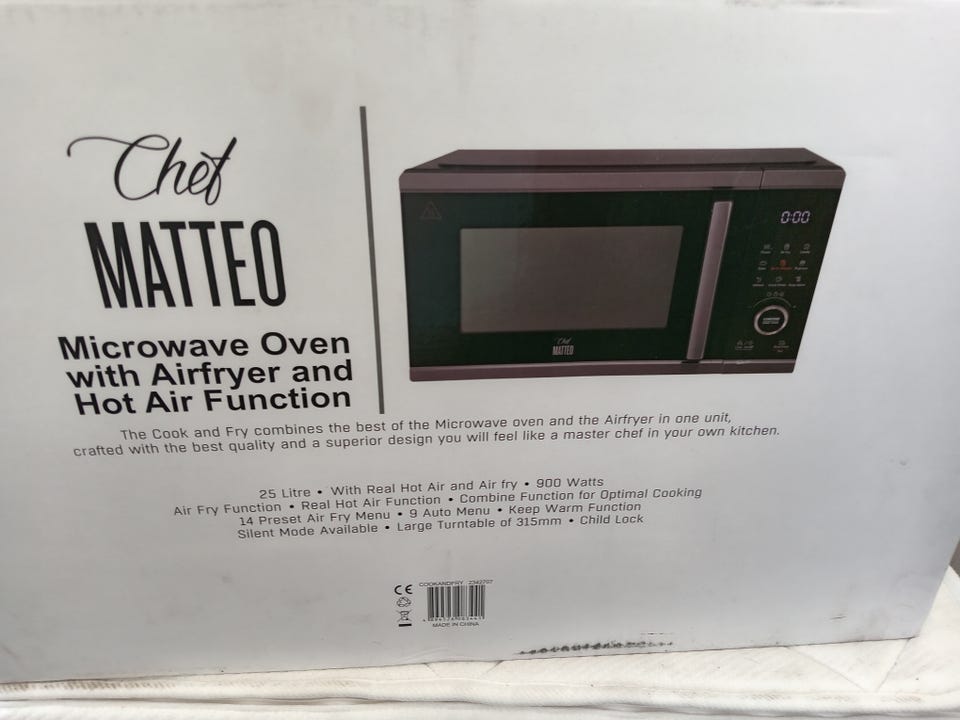 Chef
MATTEO
Microwave Oven
with Airfryer and
Hot Air Function
0:00
Chef
MATTEO
The Cook and Fry combines the best of the Microwave oven and the Airfryer in one unit,
crafted with the best quality and a superior design you will feel like a master chef in your own kitchen.
25 Litre • With Real Hot Air and Air fry • 900 Watts
Air Fry Function • Real Hot Air Function • Combine Function for Optimal Cooking
14 Preset Air Fry Menu • 9 Auto Menu • Keep Warm Function
Silent Mode Available • Large Turntable of 315mm • Child Lock
CE
COOKANDFRY 2342707
MADE IN CHINA